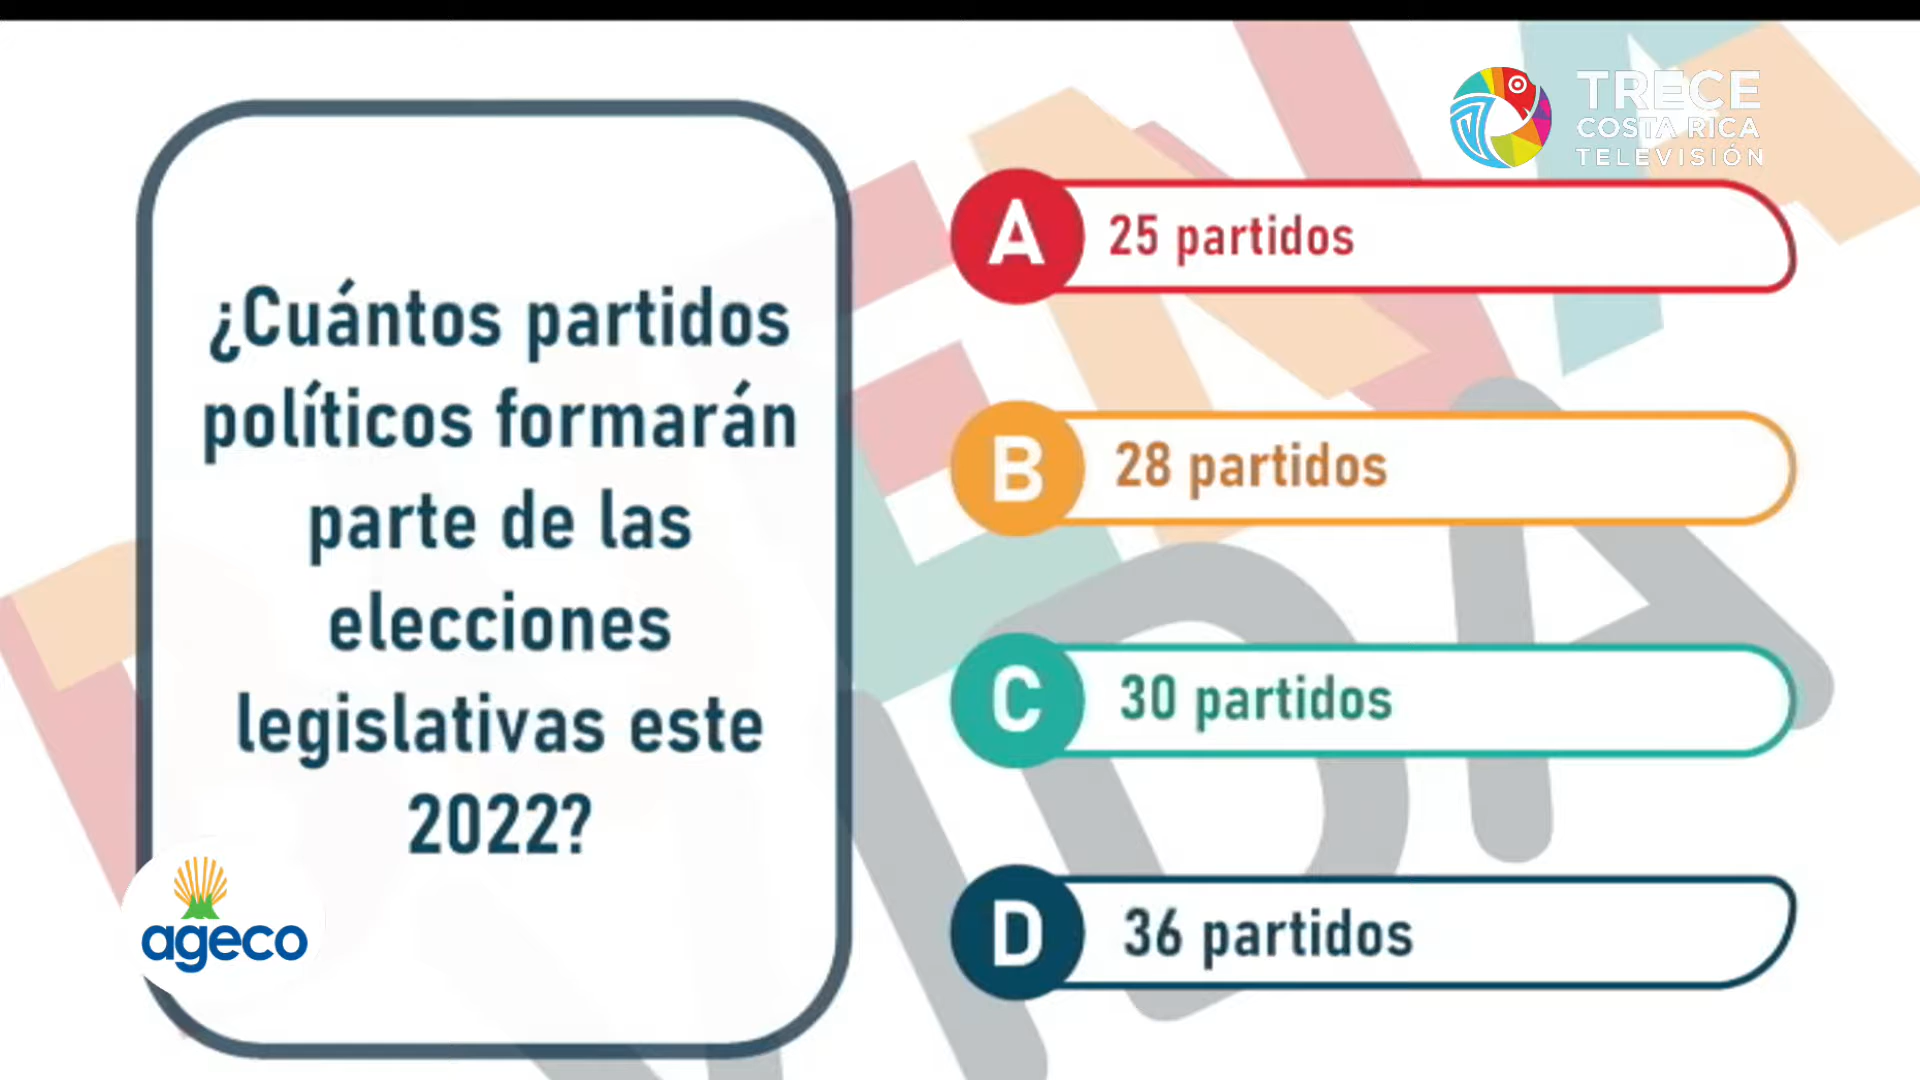 TRECE
COSTA RICA
TELEVISIÓN
¿Cuántos partidos
políticos formarán
parte de las
elecciones
legislativas este
2022?
A 25 partidos
B 28 partidos
C 30 partidos
D 36 partidos
ageco